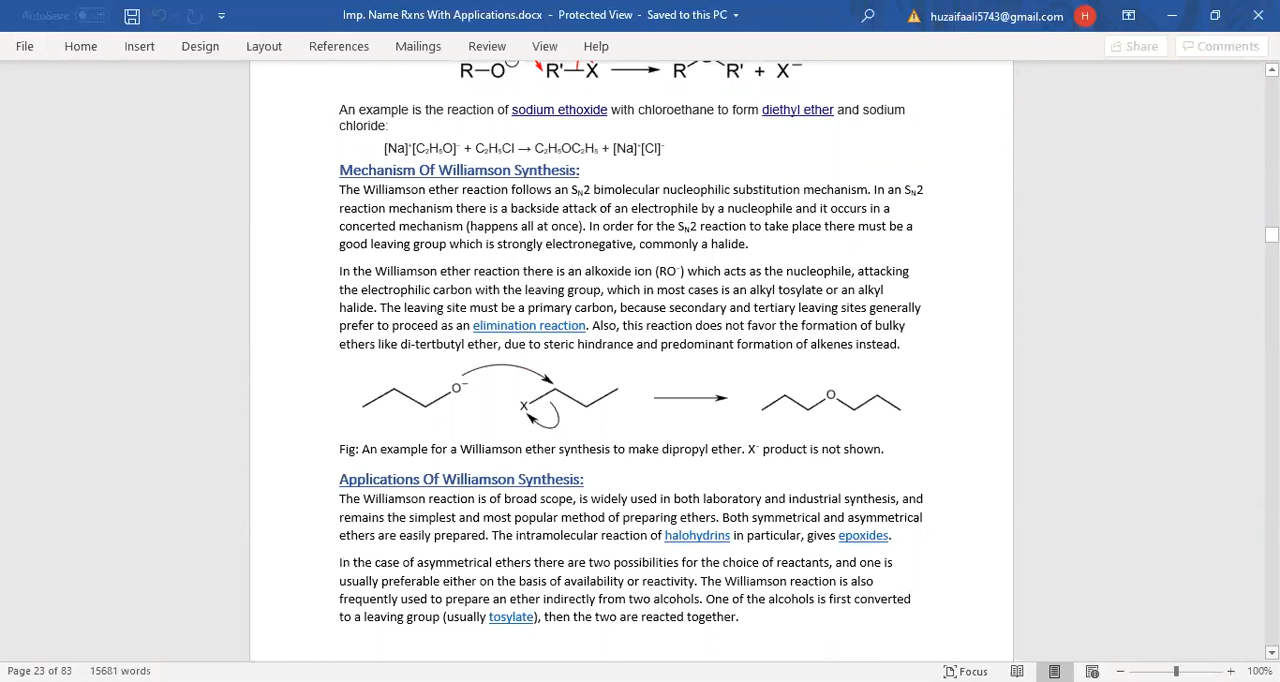 AutoSave Off Imp. Name Rxns With Applications.docx - Protected View - Saved to this PC huzaifaali5743@gmail.com H
File Home Insert Design Layout References Mailings Review View Help Share Comments
R–O⊖ R'–X ⟶ R R' + X⁻
An example is the reaction of sodium ethoxide with chloroethane to form diethyl ether and sodium
chloride:
[Na]⁺[C₂H₅O]⁻ + C₂H₅Cl → C₂H₅OC₂H₅ + [Na]⁺[Cl]⁻
Mechanism Of Williamson Synthesis:
The Williamson ether reaction follows an SN2 bimolecular nucleophilic substitution mechanism. In an SN2
reaction mechanism there is a backside attack of an electrophile by a nucleophile and it occurs in a
concerted mechanism (happens all at once). In order for the SN2 reaction to take place there must be a
good leaving group which is strongly electronegative, commonly a halide.
In the Williamson ether reaction there is an alkoxide ion (RO⁻) which acts as the nucleophile, attacking
the electrophilic carbon with the leaving group, which in most cases is an alkyl tosylate or an alkyl
halide. The leaving site must be a primary carbon, because secondary and tertiary leaving sites generally
prefer to proceed as an elimination reaction. Also, this reaction does not favor the formation of bulky
ethers like di-tertbutyl ether, due to steric hindrance and predominant formation of alkenes instead.
O⁻ X O
Fig: An example for a Williamson ether synthesis to make dipropyl ether. X⁻ product is not shown.
Applications Of Williamson Synthesis:
The Williamson reaction is of broad scope, is widely used in both laboratory and industrial synthesis, and
remains the simplest and most popular method of preparing ethers. Both symmetrical and asymmetrical
ethers are easily prepared. The intramolecular reaction of halohydrins in particular, gives epoxides.
In the case of asymmetrical ethers there are two possibilities for the choice of reactants, and one is
usually preferable either on the basis of availability or reactivity. The Williamson reaction is also
frequently used to prepare an ether indirectly from two alcohols. One of the alcohols is first converted
to a leaving group (usually tosylate), then the two are reacted together.
Page 23 of 83 15681 words Focus 100%